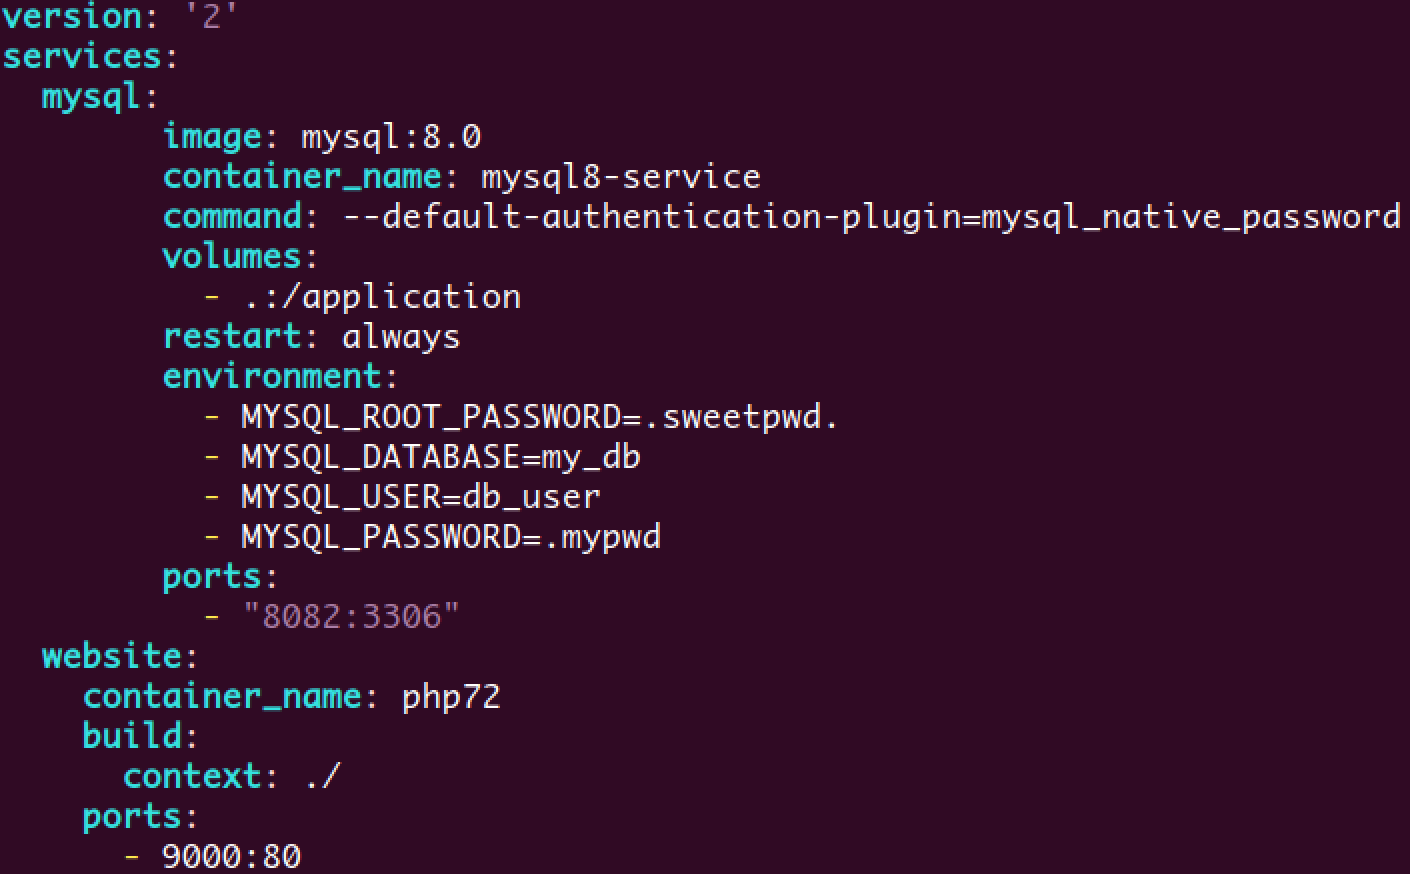 version: '2'
services:
  mysql:
        image: mysql:8.0
        container_name: mysql8-service
        command: --default-authentication-plugin=mysql_native_password
        volumes:
          - .:/application
        restart: always
        environment:
          - MYSQL_ROOT_PASSWORD=.sweetpwd.
          - MYSQL_DATABASE=my_db
          - MYSQL_USER=db_user
          - MYSQL_PASSWORD=.mypwd
        ports:
          - "8082:3306"
  website:
    container_name: php72
    build:
      context: ./
    ports:
      - 9000:80